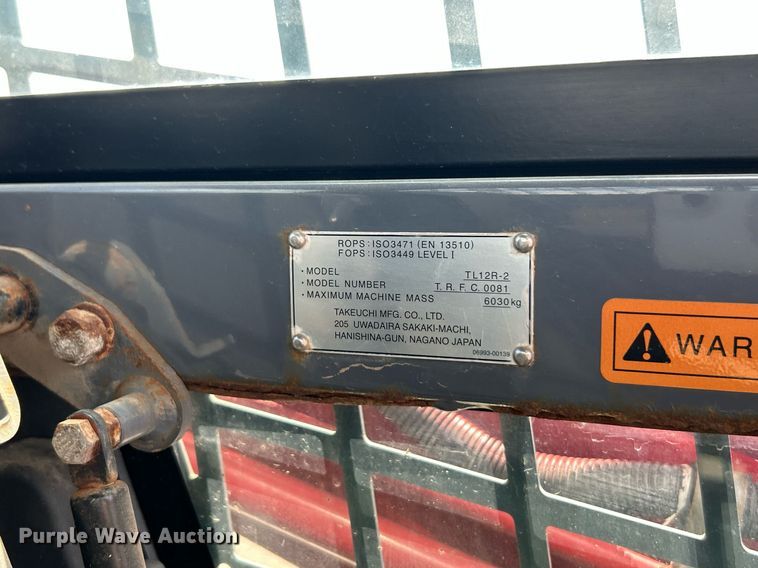 ROPS : ISO3471 (EN 13510)
FOPS : ISO3449 LEVEL I
• MODEL TL12R-2
• MODEL NUMBER T. R. F. C. 0081
• MAXIMUM MACHINE MASS 6030kg
TAKEUCHI MFG. CO., LTD.
205 UWADAIRA SAKAKI-MACHI,
HANISHINA-GUN, NAGANO JAPAN
06993-00139
WAR
Purple Wave Auction